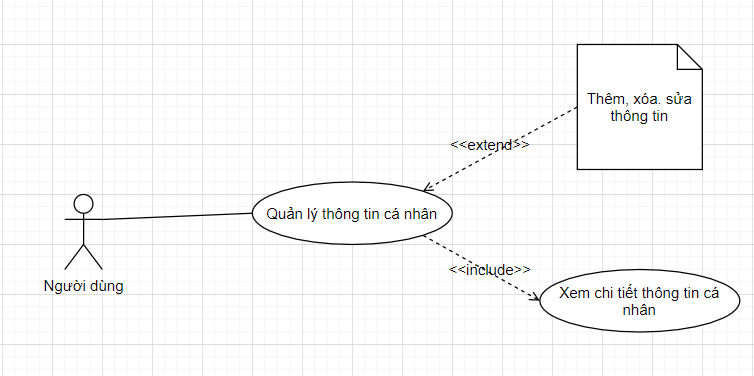 Thêm, xóa. sửa
thông tin
<<extend>>
Quản lý thông tin cá nhân
<<include>>
Người dùng
Xem chi tiết thông tin cá
nhân